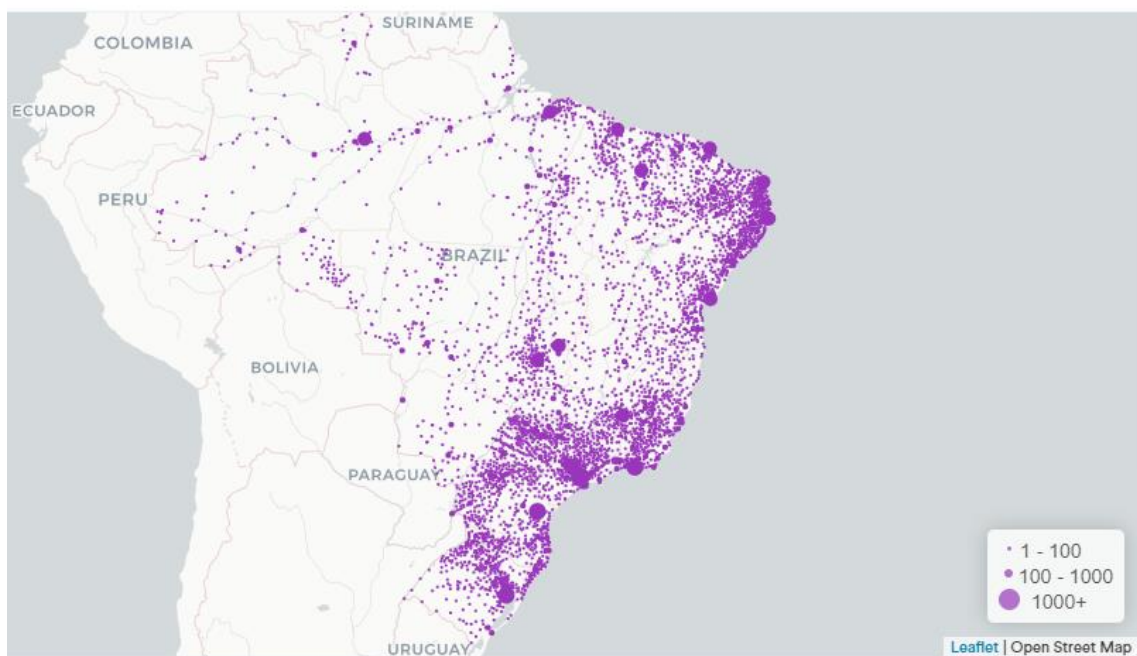 SURINAME
COLOMBIA
ECUADOR
PERU
BRAZIL
BOLIVIA
PARAGUAY
URUGUAY
1 - 100
100 - 1000
1000+
Leaflet | Open Street Map